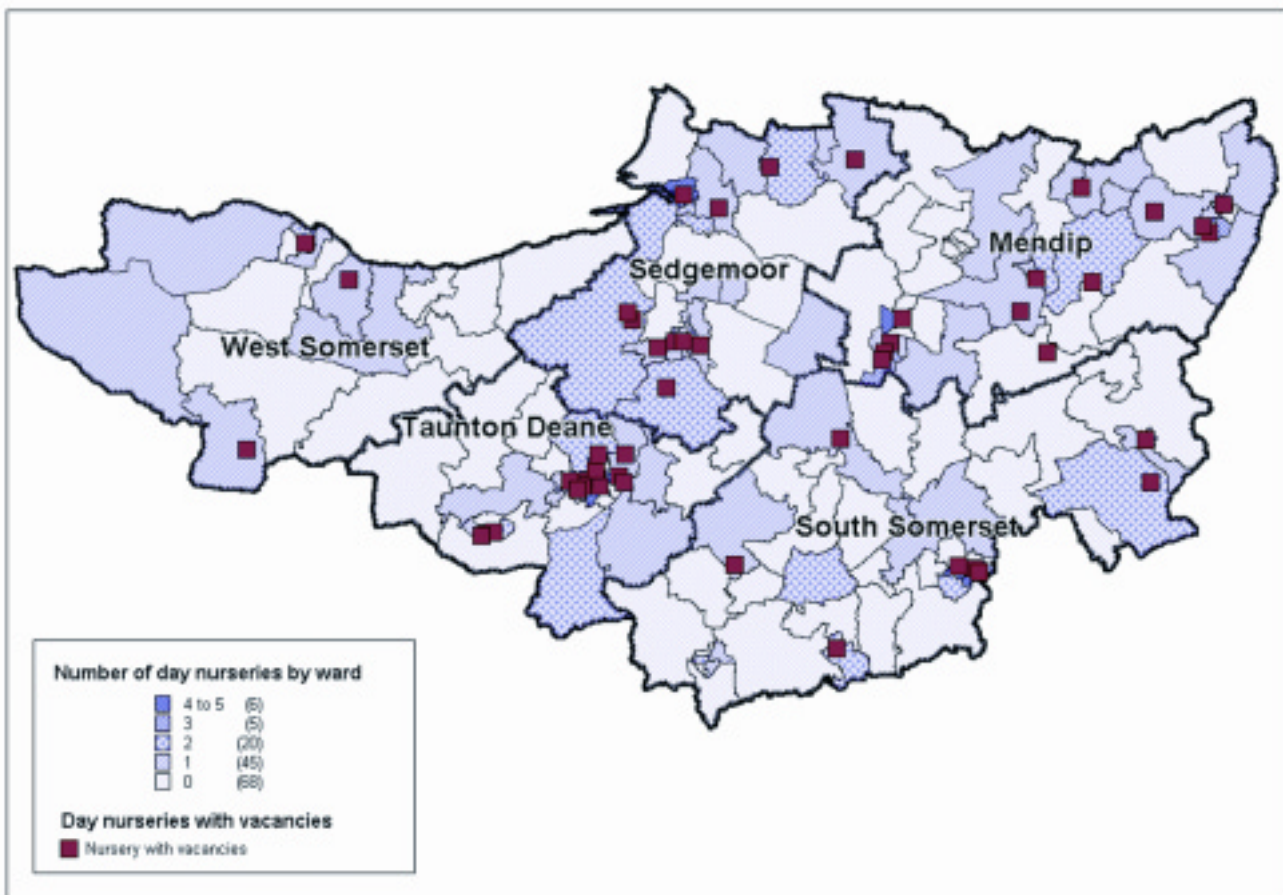 Mendip
Sedgemoor
West Somerset
Taunton Deane
South Somerset
Number of day nurseries by ward
4 to 5 (6)
3 (5)
2 (20)
1 (45)
0 (68)
Day nurseries with vacancies
Nursery with vacancies